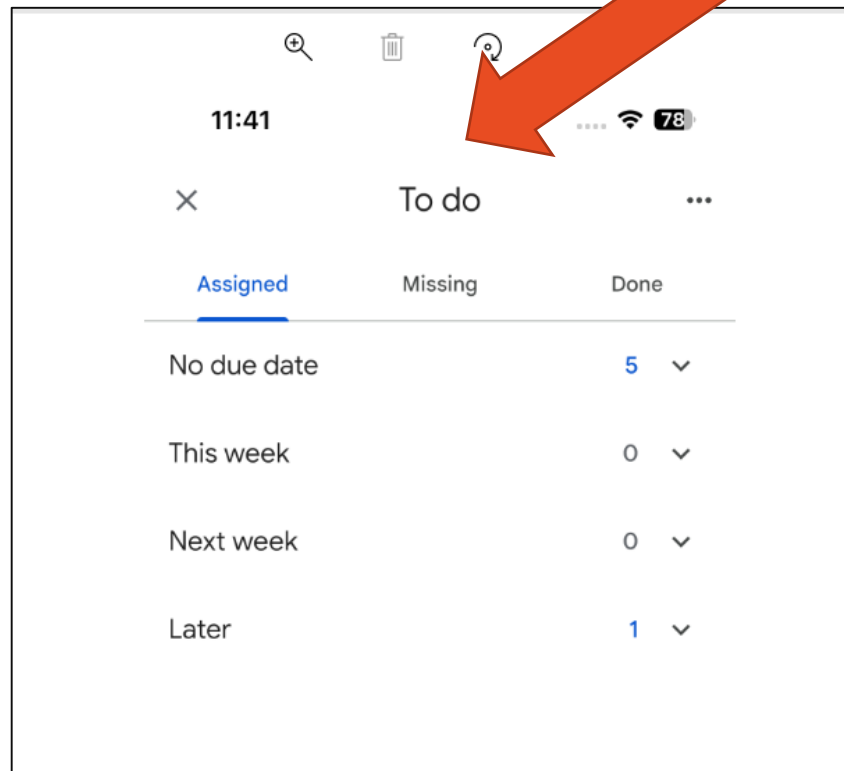 11:41 78
To do
Assigned Missing Done
No due date 5
This week 0
Next week 0
Later 1